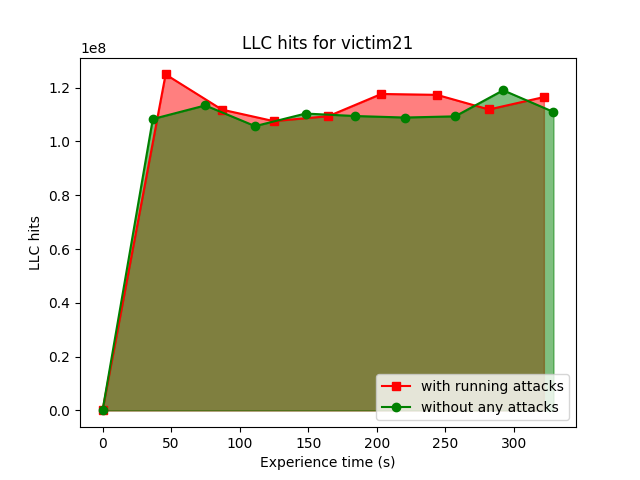 LLC hits for victim21
1e8
1.2
1.0
0.8
0.6
0.4
0.2
0.0
LLC hits
with running attacks
without any attacks
0 50 100 150 200 250 300
Experience time (s)